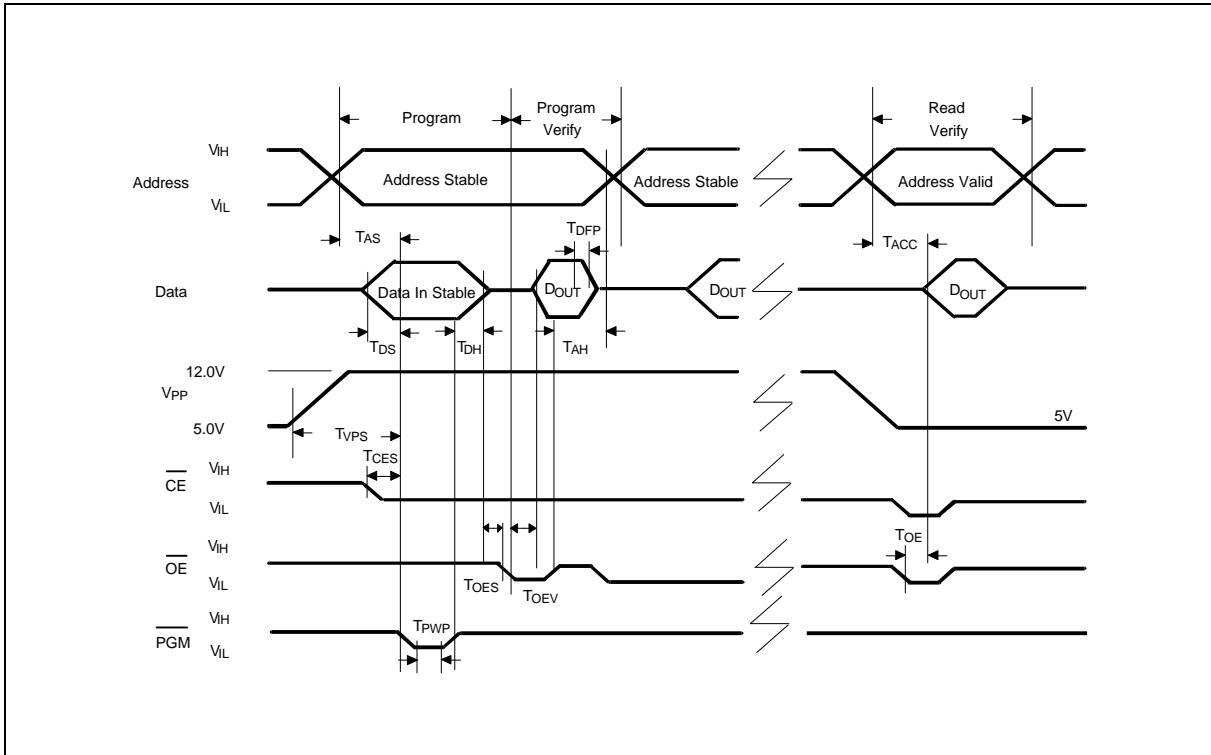 Program
Program
Verify
Read
Verify
Address
VIH
VIL
Address Stable
Address Stable
Address Valid
TAS
TDFP
TACC
Data
Data In Stable
DOUT
DOUT
DOUT
TDS
TDH
TAH
12.0V
VPP
5.0V
5V
TVPS
TCES
CE
VIH
VIL
OE
VIH
VIL
TOES
TOEV
TOE
PGM
VIH
VIL
TPWP